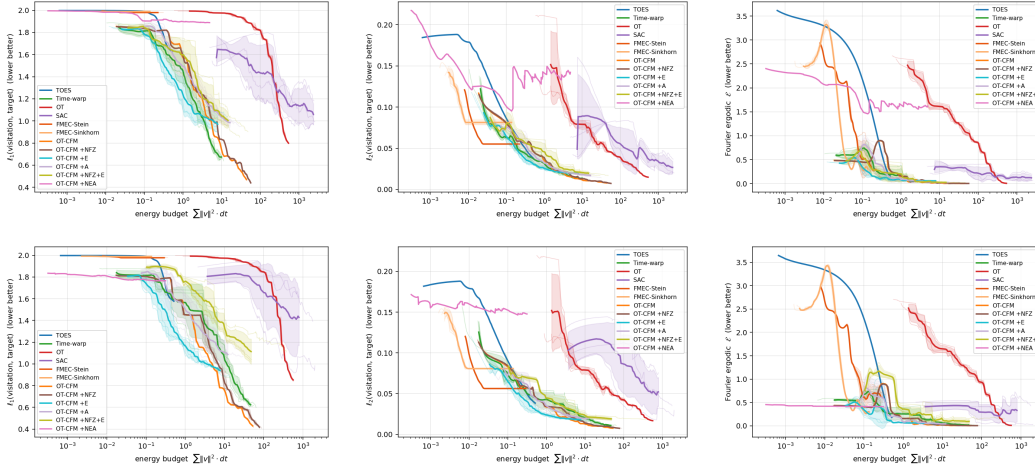 ℓ₁(visitation, target) (lower better)
2.0
1.8
1.6
1.4
1.2
1.0
0.8
0.6
0.4
TOES
Time-warp
OT
SAC
FMEC-Stein
FMEC-Sinkhorn
OT-CFM
OT-CFM +NFZ
OT-CFM +E
OT-CFM +A
OT-CFM +NFZ+E
OT-CFM +NEA
10⁻³ 10⁻² 10⁻¹ 10⁰ 10¹ 10² 10³
energy budget ∑‖v‖² · dt
ℓ₂(visitation, target) (lower better)
0.20
0.15
0.10
0.05
0.00
TOES
Time-warp
OT
SAC
FMEC-Stein
FMEC-Sinkhorn
OT-CFM
OT-CFM +NFZ
OT-CFM +E
OT-CFM +A
OT-CFM +NFZ+E
OT-CFM +NEA
10⁻³ 10⁻² 10⁻¹ 10⁰ 10¹ 10² 10³
energy budget ∑‖v‖² · dt
Fourier ergodic ℰ (lower better)
3.5
3.0
2.5
2.0
1.5
1.0
0.5
0.0
TOES
Time-warp
OT
SAC
FMEC-Stein
FMEC-Sinkhorn
OT-CFM
OT-CFM +NFZ
OT-CFM +E
OT-CFM +A
OT-CFM +NFZ+E
OT-CFM +NEA
10⁻³ 10⁻² 10⁻¹ 10⁰ 10¹ 10² 10³
energy budget ∑‖v‖² · dt
ℓ₁(visitation, target) (lower better)
2.0
1.8
1.6
1.4
1.2
1.0
0.8
0.6
0.4
TOES
Time-warp
OT
SAC
FMEC-Stein
FMEC-Sinkhorn
OT-CFM
OT-CFM +NFZ
OT-CFM +E
OT-CFM +A
OT-CFM +NFZ+E
OT-CFM +NEA
10⁻³ 10⁻² 10⁻¹ 10⁰ 10¹ 10² 10³
energy budget ∑‖v‖² · dt
ℓ₂(visitation, target) (lower better)
0.20
0.15
0.10
0.05
0.00
TOES
Time-warp
OT
SAC
FMEC-Stein
FMEC-Sinkhorn
OT-CFM
OT-CFM +NFZ
OT-CFM +E
OT-CFM +A
OT-CFM +NFZ+E
OT-CFM +NEA
10⁻³ 10⁻² 10⁻¹ 10⁰ 10¹ 10² 10³
energy budget ∑‖v‖² · dt
Fourier ergodic ℰ (lower better)
3.5
3.0
2.5
2.0
1.5
1.0
0.5
0.0
TOES
Time-warp
OT
SAC
FMEC-Stein
FMEC-Sinkhorn
OT-CFM
OT-CFM +NFZ
OT-CFM +E
OT-CFM +A
OT-CFM +NFZ+E
OT-CFM +NEA
10⁻³ 10⁻² 10⁻¹ 10⁰ 10¹ 10² 10³
energy budget ∑‖v‖² · dt